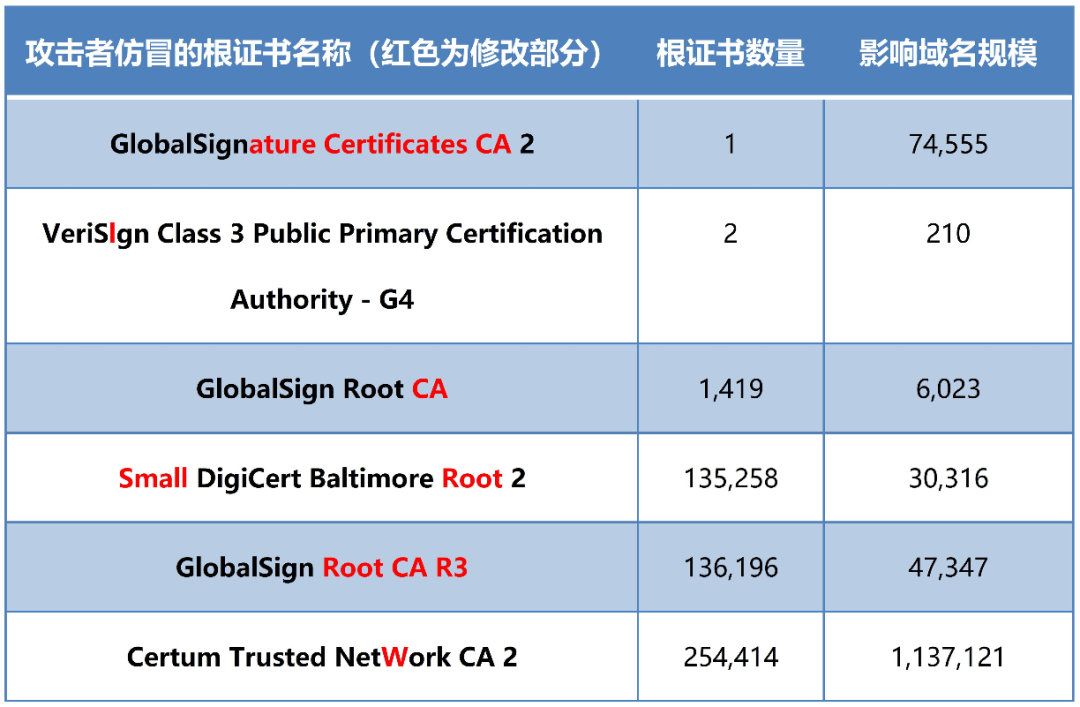 攻击者仿冒的根证书名称（红色为修改部分） 根证书数量 影响域名规模
GlobalSignature Certificates CA 2 1 74,555
VeriSlgn Class 3 Public Primary Certification 2 210
Authority - G4
GlobalSign Root CA 1,419 6,023
Small DigiCert Baltimore Root 2 135,258 30,316
GlobalSign Root CA R3 136,196 47,347
Certum Trusted NetWork CA 2 254,414 1,137,121